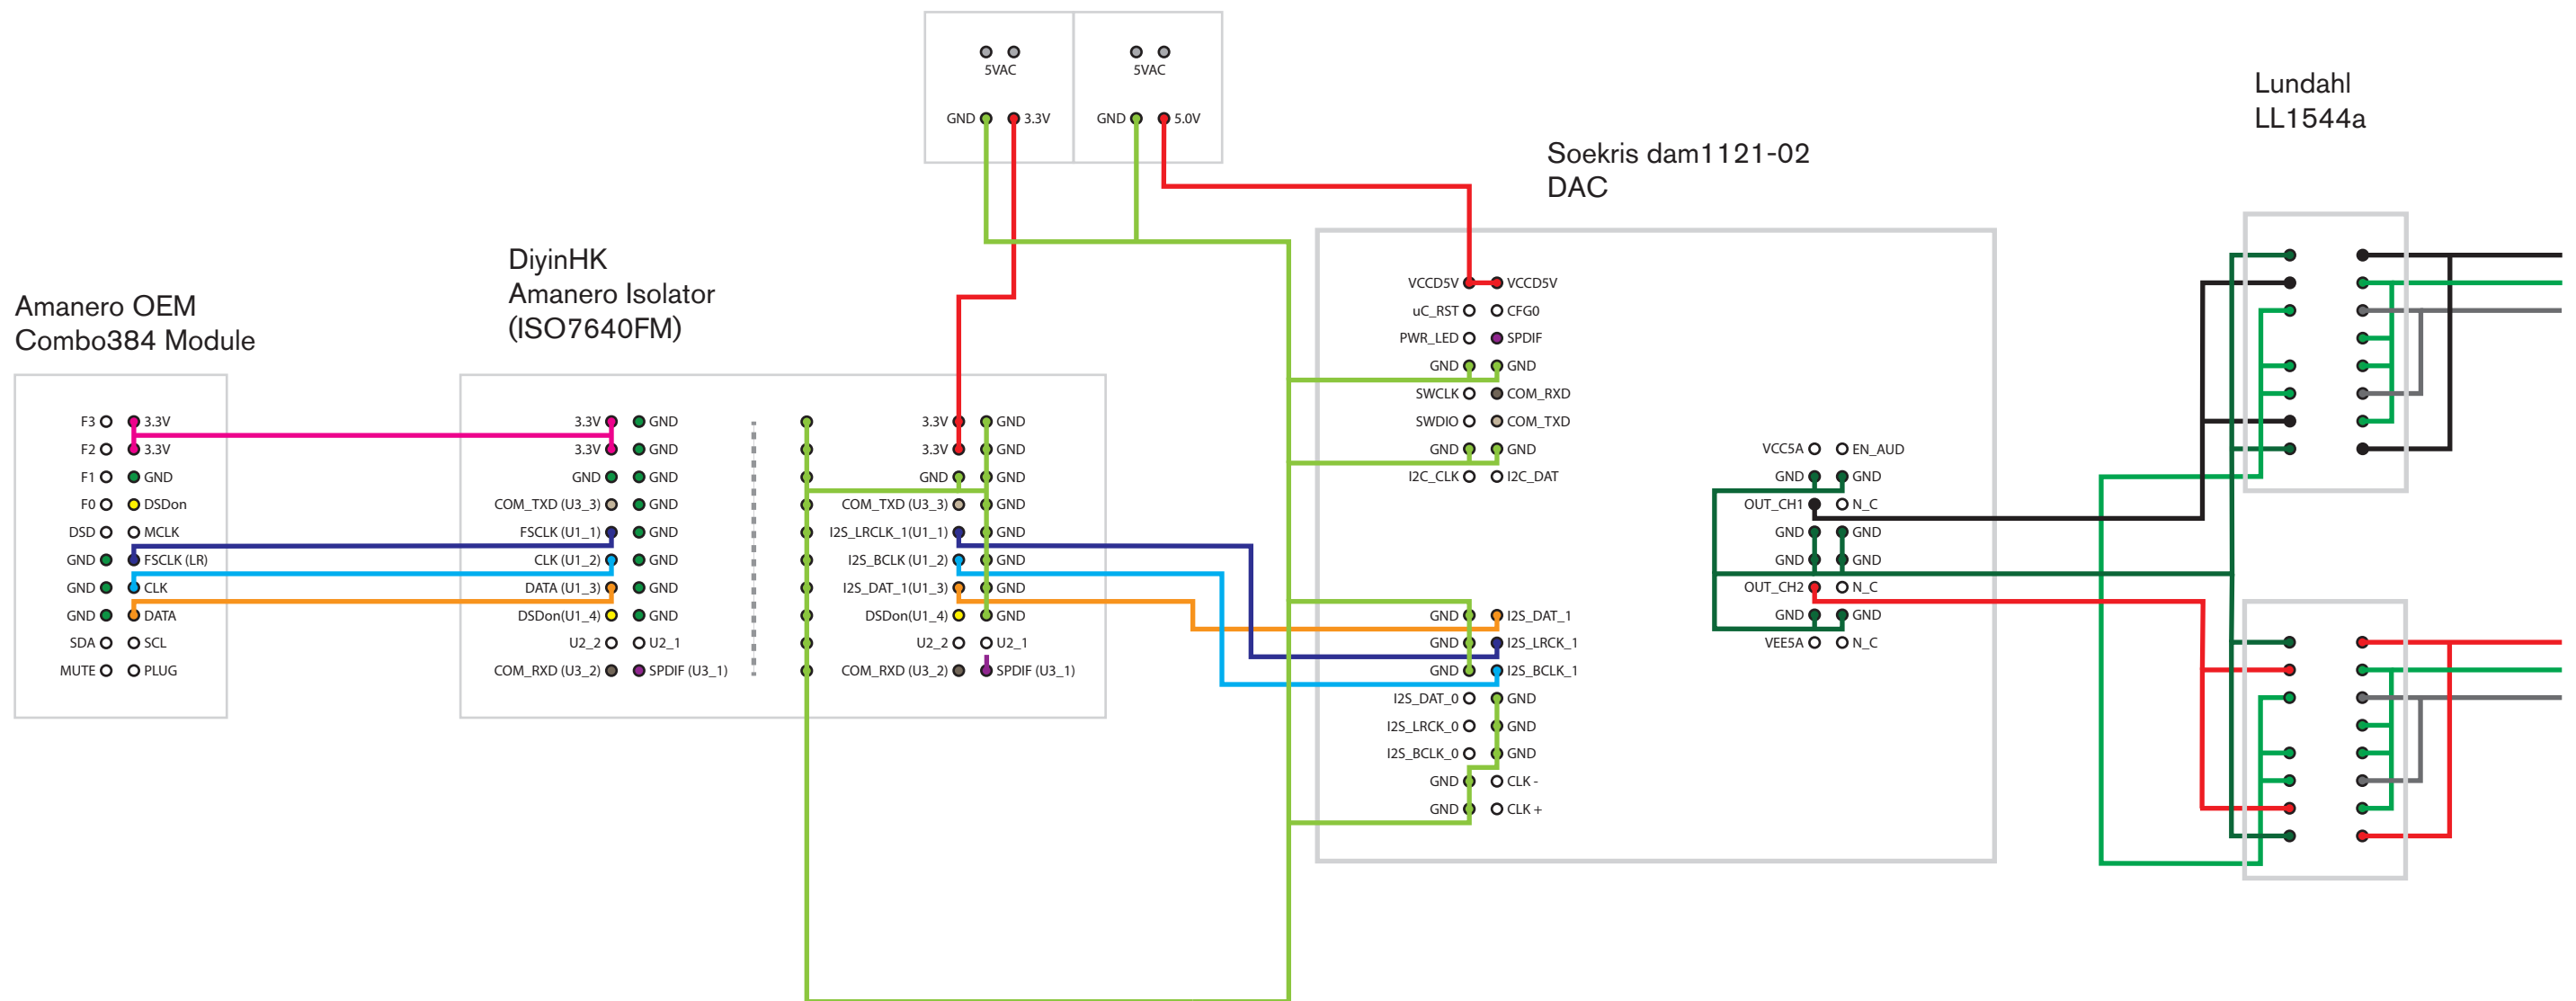 5VAC
5VAC
GND 3.3V
GND 5.0V
Lundahl
LL1544a
Soekris dam1121-02
DAC
DiyinHK
Amanero Isolator
(ISO7640FM)
Amanero OEM
Combo384 Module
F3 3.3V
F2 3.3V
F1 GND
F0 DSDon
DSD MCLK
GND FSCLK (LR)
GND CLK
GND DATA
SDA SCL
MUTE PLUG
3.3V GND
3.3V GND
GND GND
COM_TXD (U3_3) GND
FSCLK (U1_1) GND
CLK (U1_2) GND
DATA (U1_3) GND
DSDon(U1_4) GND
U2_2 U2_1
COM_RXD (U3_2) SPDIF (U3_1)
3.3V GND
3.3V GND
GND GND
COM_TXD (U3_3) GND
I2S_LRCLK_1(U1_1) GND
I2S_BCLK (U1_2) GND
I2S_DAT_1(U1_3) GND
DSDon(U1_4) GND
U2_2 U2_1
COM_RXD (U3_2) SPDIF (U3_1)
VCCD5V VCCD5V
uC_RST CFG0
PWR_LED SPDIF
GND GND
SWCLK COM_RXD
SWDIO COM_TXD
GND GND
I2C_CLK I2C_DAT
GND I2S_DAT_1
GND I2S_LRCK_1
GND I2S_BCLK_1
I2S_DAT_0 GND
I2S_LRCK_0 GND
I2S_BCLK_0 GND
GND CLK -
GND CLK +
VCC5A EN_AUD
GND GND
OUT_CH1 N_C
GND GND
GND GND
OUT_CH2 N_C
GND GND
VEE5A N_C